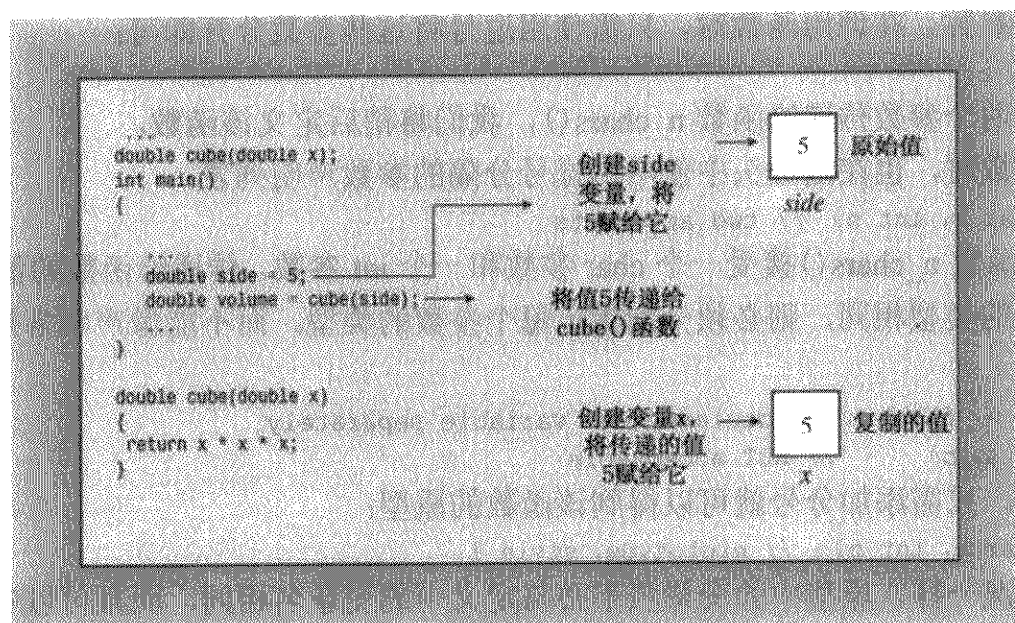 ...
double cube(double x);
int main()
{
...
double side = 5;
double volume = cube(side);
...
}
double cube(double x)
{
return x * x * x;
}
创建side
变量，将
5赋给它
5
原始值
side
将值5传递给
cube()函数
创建变量x，
将传递的值
5赋给它
5
复制的值
x